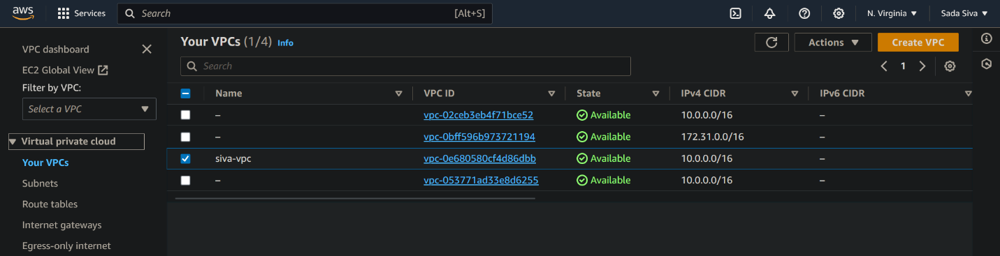 aws Services Search [Alt+S] N. Virginia Sada Siva
VPC dashboard
EC2 Global View
Filter by VPC:
Select a VPC
Virtual private cloud
Your VPCs
Subnets
Route tables
Internet gateways
Egress-only internet
Your VPCs (1/4) Info Actions Create VPC
Search 1
Name VPC ID State IPv4 CIDR IPv6 CIDR
– vpc-02ceb3eb4f71bce52 Available 10.0.0.0/16 –
– vpc-0bff596b973721194 Available 172.31.0.0/16 –
siva-vpc vpc-0e680580cf4d86dbb Available 10.0.0.0/16 –
– vpc-053771ad33e8d6255 Available 10.0.0.0/16 –